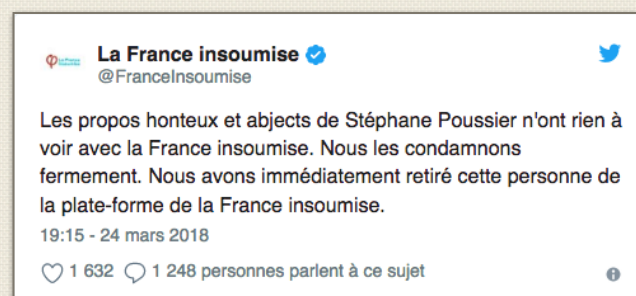 La France insoumise
@FranceInsoumise
Les propos honteux et abjects de Stéphane Poussier n'ont rien à
voir avec la France insoumise. Nous les condamnons
fermement. Nous avons immédiatement retiré cette personne de
la plate-forme de la France insoumise.
19:15 - 24 mars 2018
1 632 1 248 personnes parlent à ce sujet